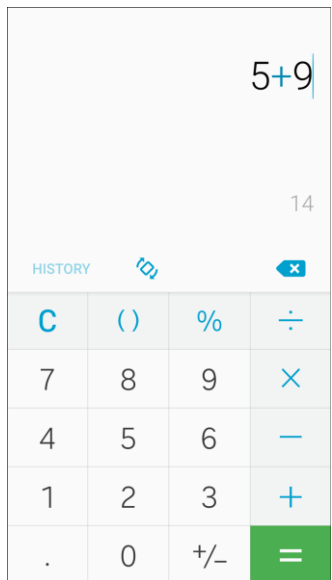 5+9
14
HISTORY
C () % ÷
7 8 9 ×
4 5 6 −
1 2 3 +
. 0 +/− =